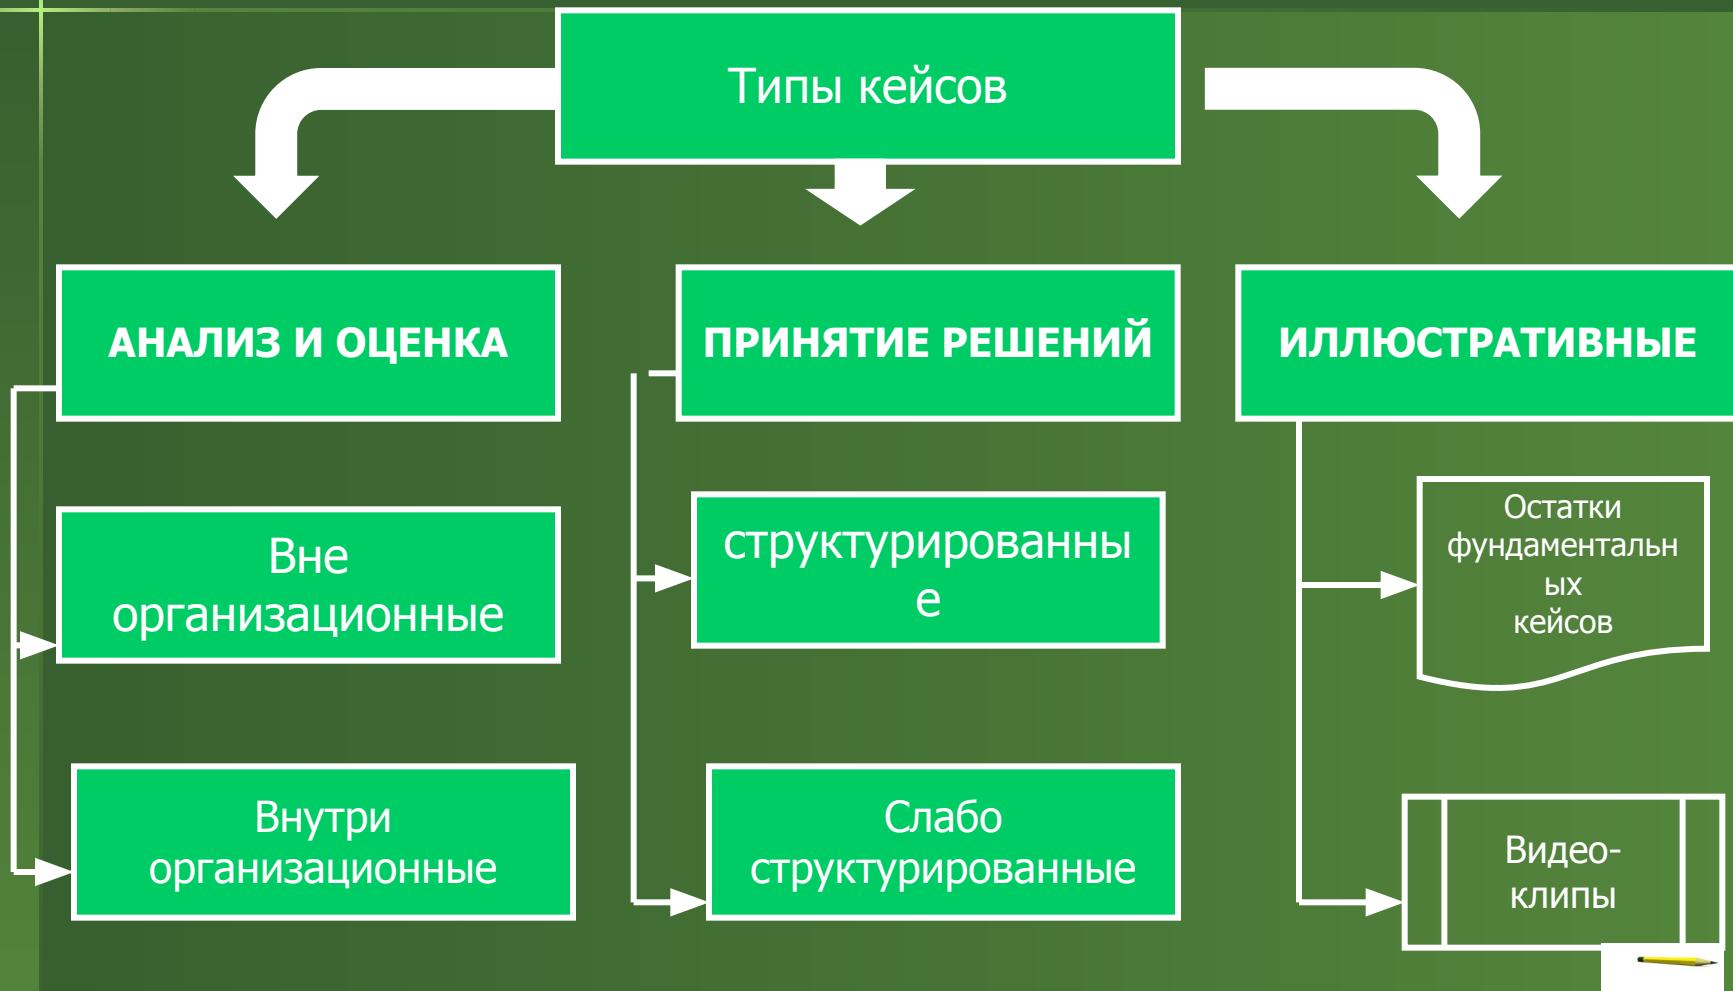 Типы кейсов
АНАЛИЗ И ОЦЕНКА
ПРИНЯТИЕ РЕШЕНИЙ
ИЛЛЮСТРАТИВНЫЕ
Вне
организационные
структурированны
е
Остатки
фундаментальн
ых
кейсов
Внутри
организационные
Слабо
структурированные
Видео-
клипы